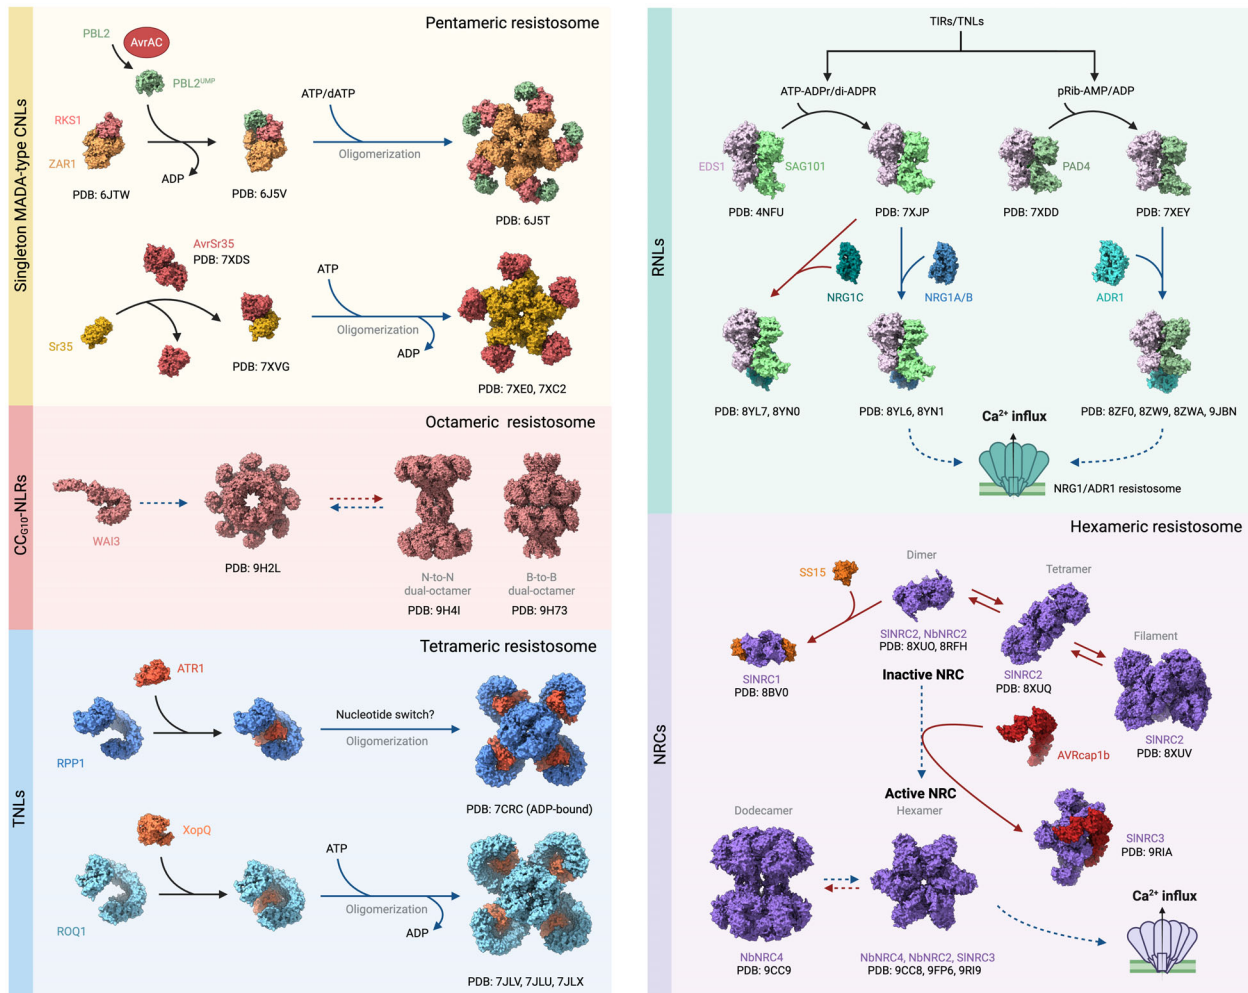 Singleton MADA-type CNLs
Pentameric resistosome
PBL2
AvrAC
PBL2ᵁᴹᴾ
RKS1
ZAR1
ADP
ATP/dATP
Oligomerization
PDB: 6JTW
PDB: 6J5V
PDB: 6J5T
AvrSr35
PDB: 7XDS
Sr35
ATP
Oligomerization
ADP
PDB: 7XVG
PDB: 7XE0, 7XC2
CC_G10-NLRs
Octameric resistosome
WAI3
PDB: 9H2L
N-to-N
dual-octamer
PDB: 9H4I
B-to-B
dual-octamer
PDB: 9H73
TNLs
Tetrameric resistosome
ATR1
RPP1
Nucleotide switch?
Oligomerization
PDB: 7CRC (ADP-bound)
XopQ
ROQ1
ATP
Oligomerization
ADP
PDB: 7JLV, 7JLU, 7JLX
RNLs
TIRs/TNLs
ATP-ADPr/di-ADPR
pRib-AMP/ADP
EDS1
SAG101
PAD4
PDB: 4NFU
PDB: 7XJP
PDB: 7XDD
PDB: 7XEY
NRG1C
NRG1A/B
ADR1
PDB: 8YL7, 8YN0
PDB: 8YL6, 8YN1
PDB: 8ZF0, 8ZW9, 8ZWA, 9JBN
Ca²⁺ influx
NRG1/ADR1 resistosome
NRCs
Hexameric resistosome
SS15
Dimer
Tetramer
Filament
SlNRC2, NbNRC2
PDB: 8XUO, 8RFH
SlNRC1
PDB: 8BV0
SlNRC2
PDB: 8XUQ
SlNRC2
PDB: 8XUV
Inactive NRC
AVRcap1b
Active NRC
Dodecamer
Hexamer
SlNRC3
PDB: 9RIA
NbNRC4
PDB: 9CC9
NbNRC4, NbNRC2, SlNRC3
PDB: 9CC8, 9FP6, 9RI9
Ca²⁺ influx